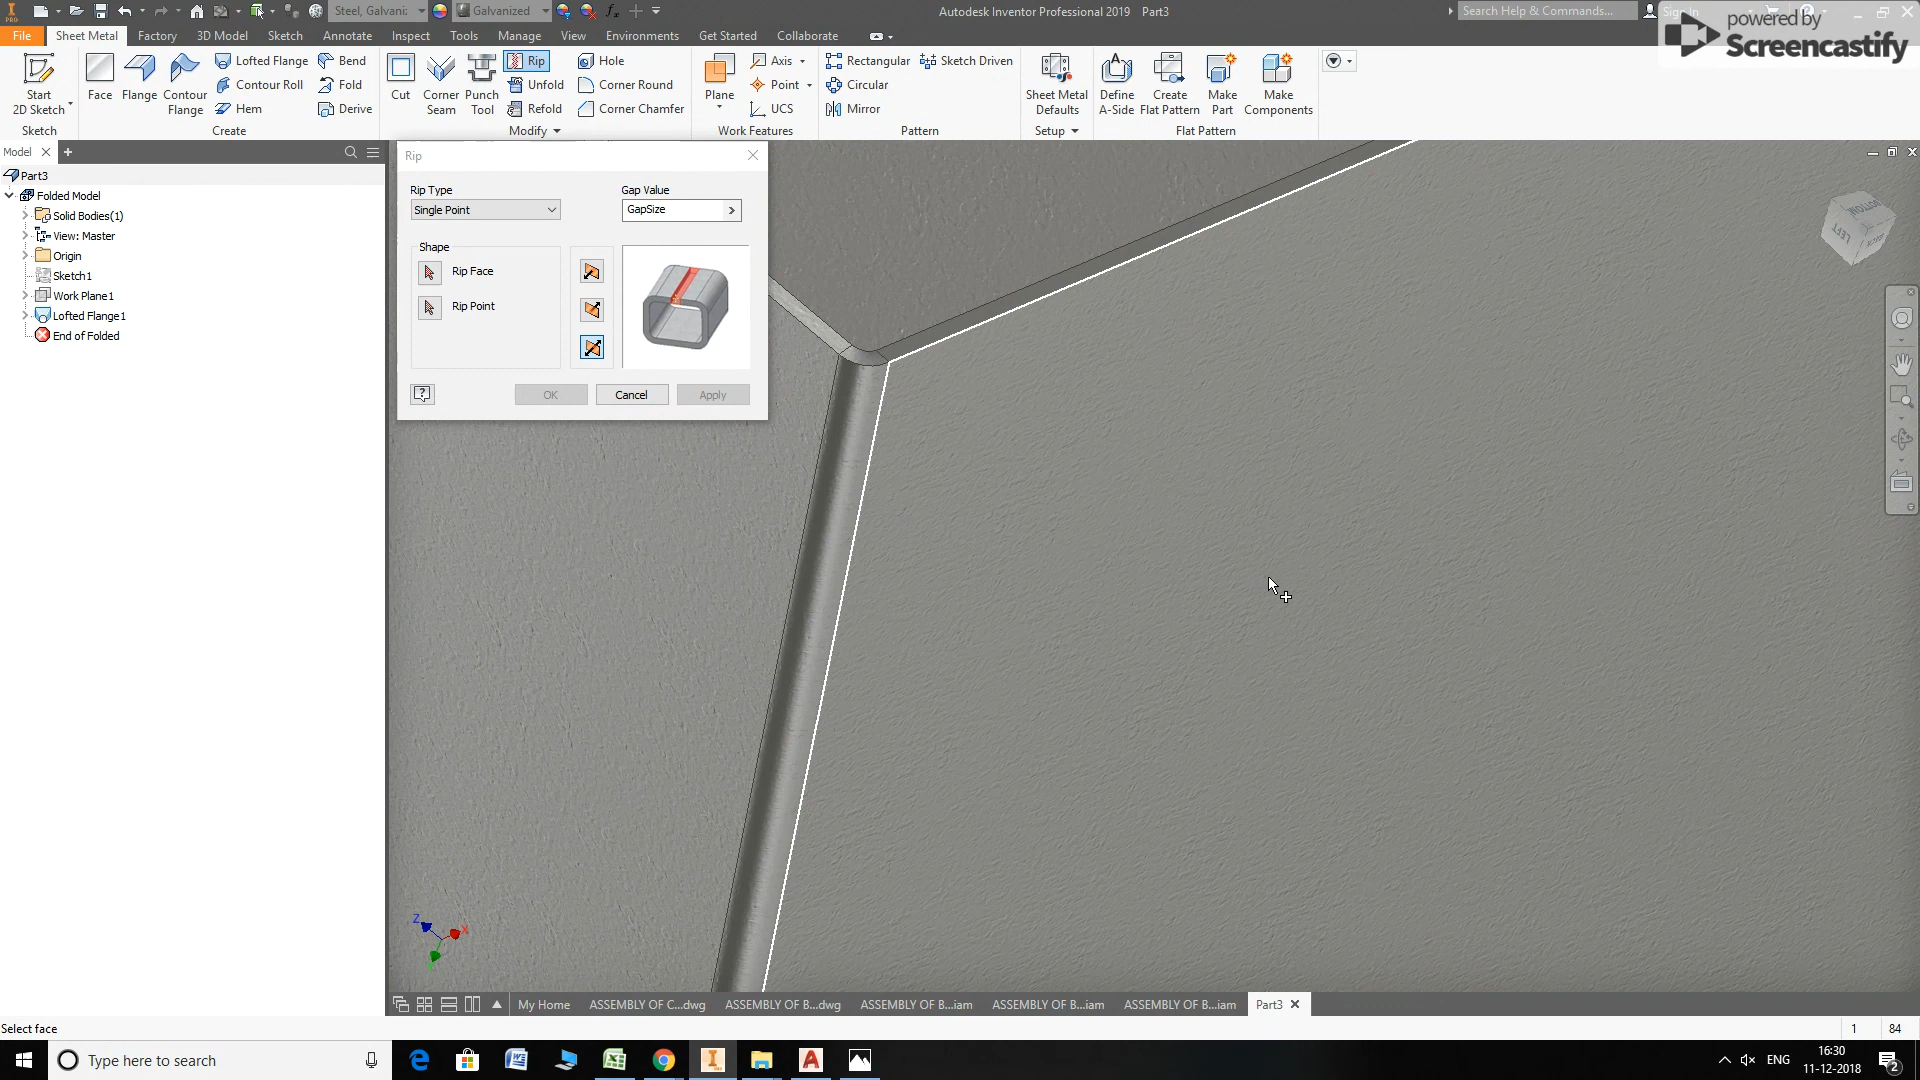 Steel, Galvani:
Galvanized
Autodesk Inventor Professional 2019 Part3
Search Help & Commands...
Sign In
powered by
Screencastify
File
Sheet Metal
Factory
3D Model
Sketch
Annotate
Inspect
Tools
Manage
View
Environments
Get Started
Collaborate
Start
2D Sketch
Face
Flange
Contour
Flange
Lofted Flange
Contour Roll
Hem
Bend
Fold
Derive
Cut
Corner
Seam
Punch
Tool
Rip
Unfold
Refold
Hole
Corner Round
Corner Chamfer
Plane
Axis
Point
UCS
Rectangular
Circular
Mirror
Sketch Driven
Sheet Metal
Defaults
Define
A-Side
Create
Flat Pattern
Make
Part
Make
Components
Sketch
Create
Modify
Work Features
Pattern
Setup
Flat Pattern
Model
Part3
Folded Model
Solid Bodies(1)
View: Master
Origin
Sketch1
Work Plane1
Lofted Flange1
End of Folded
Rip
Rip Type
Gap Value
Single Point
GapSize
Shape
Rip Face
Rip Point
OK
Cancel
Apply
BOTTOM
LEFT
BACK
Z
X
My Home
ASSEMBLY OF C...dwg
ASSEMBLY OF B...dwg
ASSEMBLY OF B...iam
ASSEMBLY OF B...iam
ASSEMBLY OF B...iam
Part3
Select face
1
84
Type here to search
ENG
16:30
11-12-2018
2